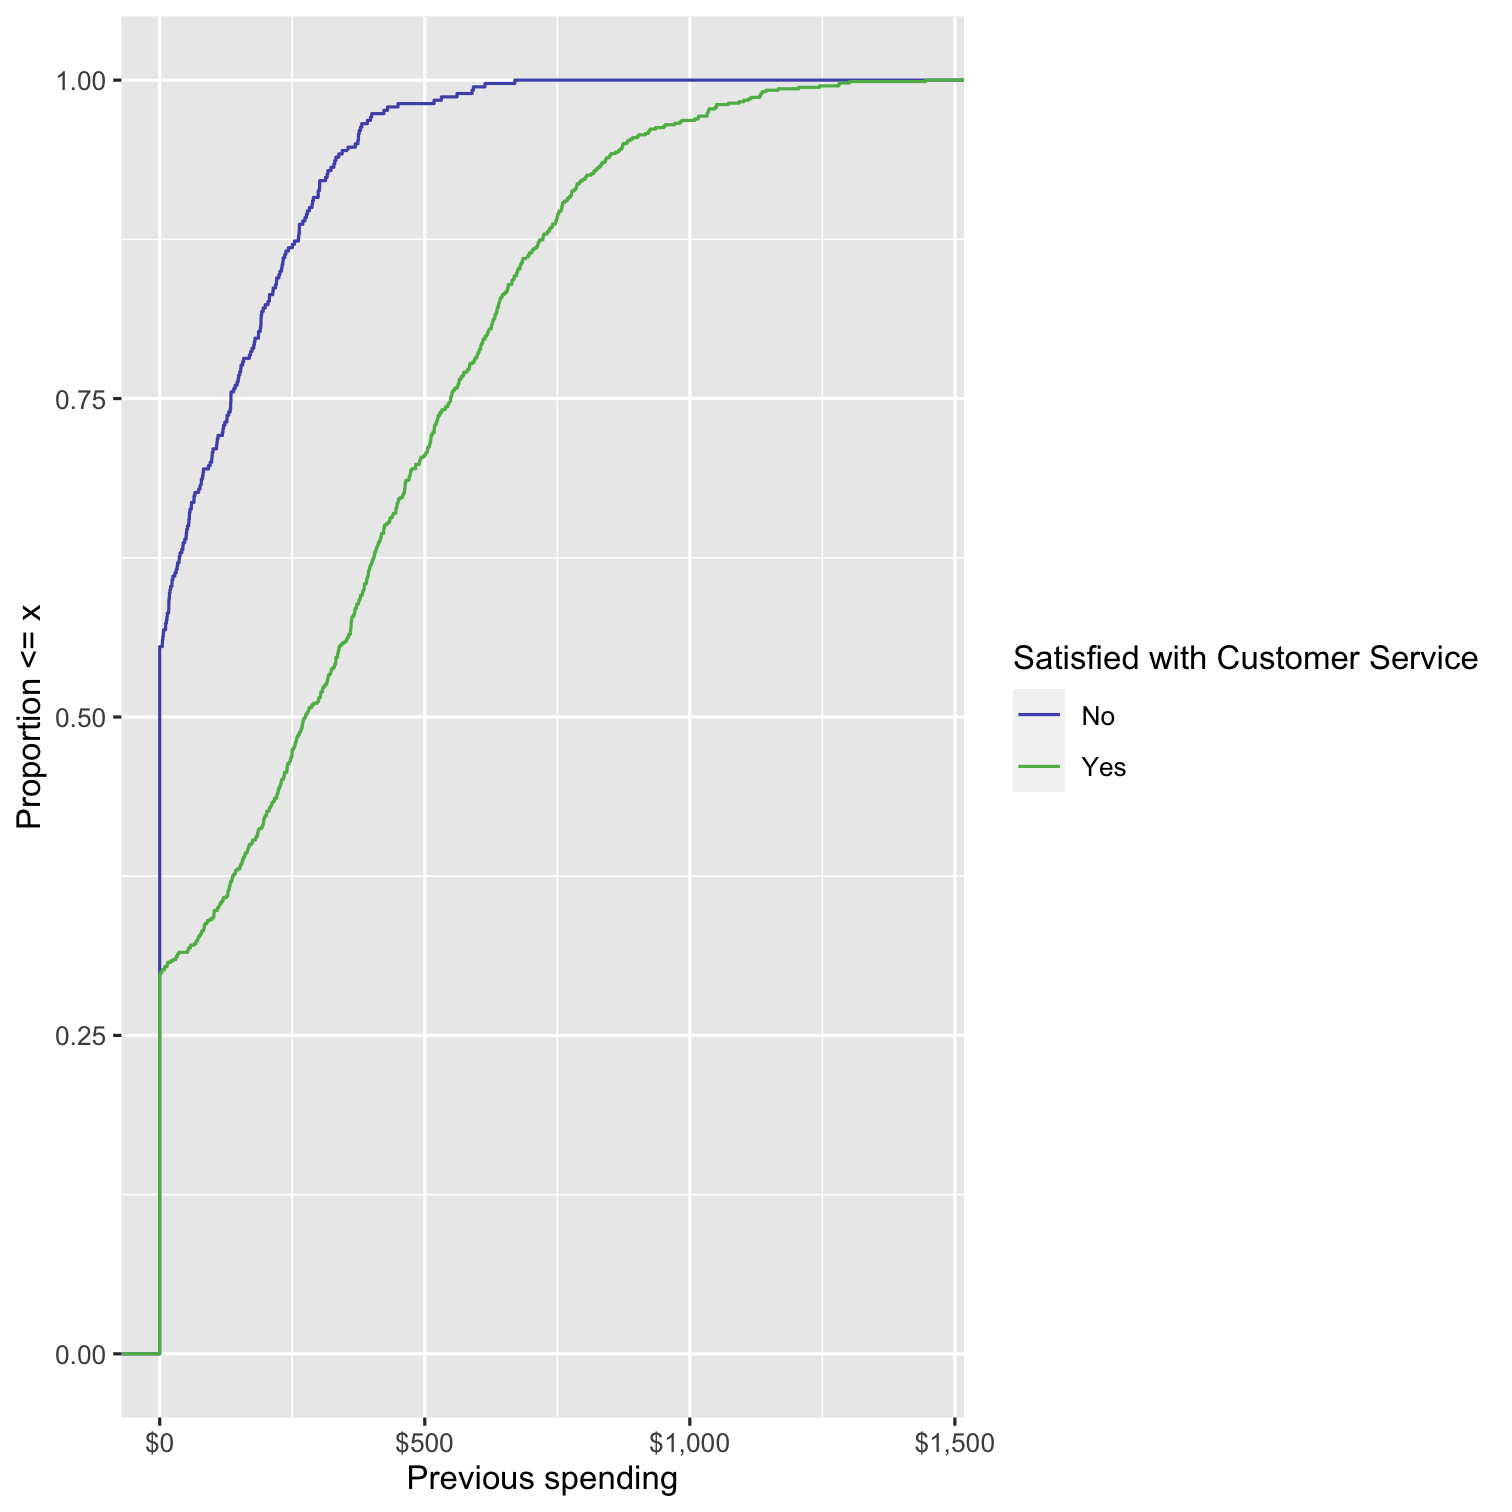 1.00
0.75
0.50
0.25
0.00
Proportion <= x
$0
$500
$1,000
$1,500
Previous spending
Satisfied with Customer Service
No
Yes